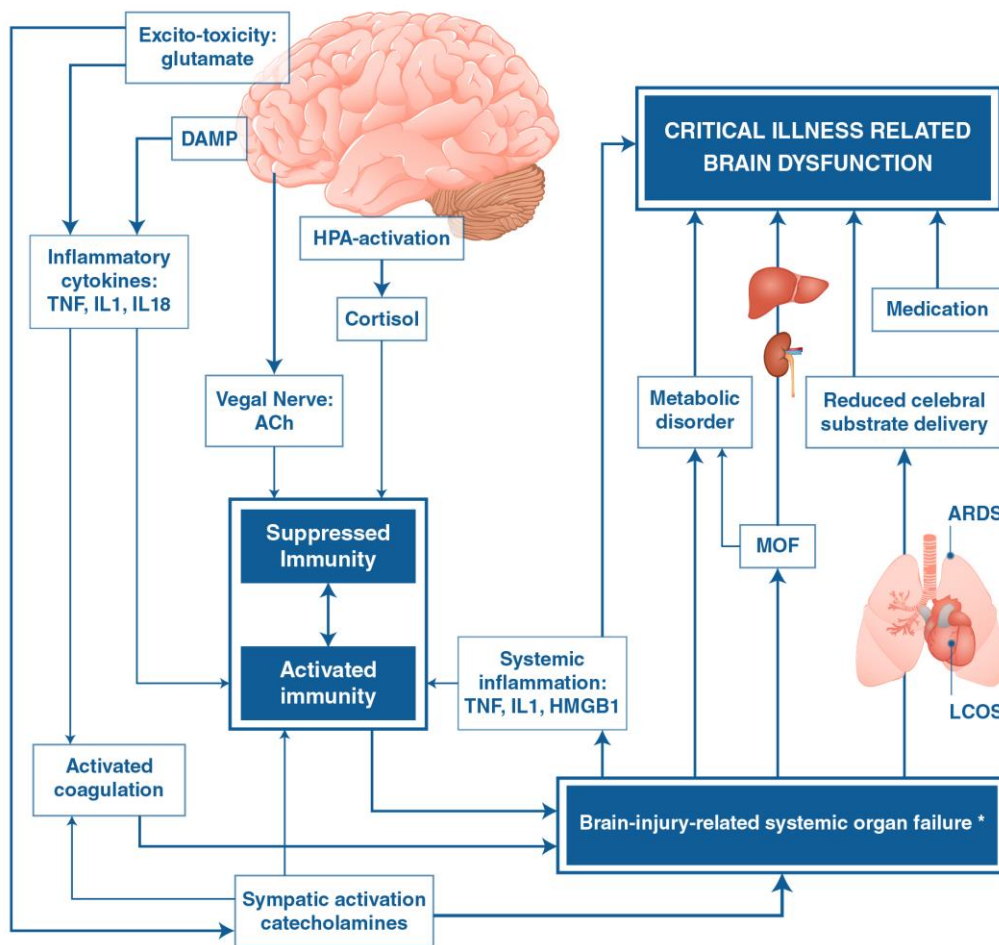 Excito-toxicity:
glutamate
DAMP
Inflammatory
cytokines:
TNF, IL1, IL18
HPA-activation
Cortisol
Vegal Nerve:
ACh
Suppressed
Immunity
Activated
immunity
Activated
coagulation
Sympatic activation
catecholamines
Systemic
inflammation:
TNF, IL1, HMGB1
CRITICAL ILLNESS RELATED
BRAIN DYSFUNCTION
Medication
Metabolic
disorder
Reduced celebral
substrate delivery
MOF
ARDS
LCOS
Brain-injury-related systemic organ failure *